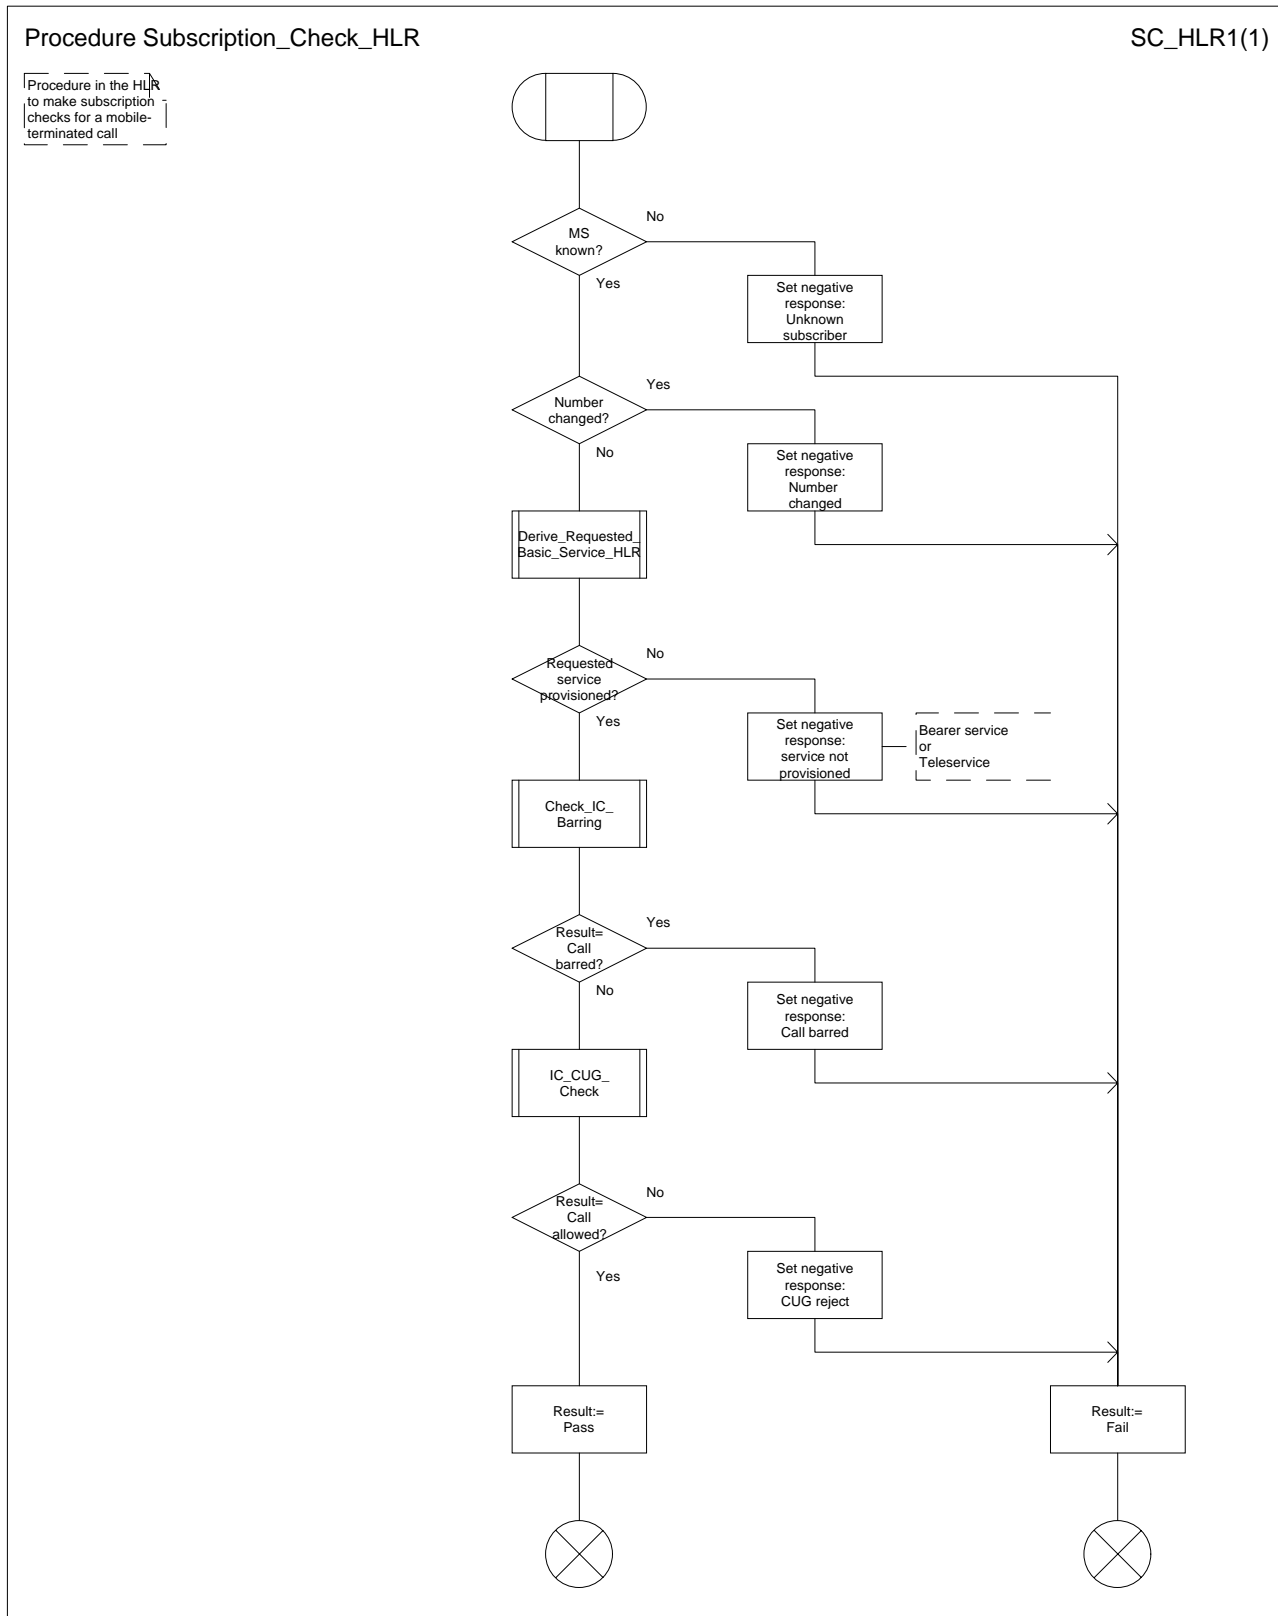 Procedure Subscription_Check_HLR
SC_HLR1(1)
Procedure in the HLR
to make subscription
checks for a mobile-
terminated call
MS
known?
No
Yes
Set negative
response:
Unknown
subscriber
Number
changed?
Yes
No
Set negative
response:
Number
changed
Derive_Requested_
Basic_Service_HLR
Requested
service
provisioned?
No
Yes
Set negative
response:
service not
provisioned
Bearer service
or
Teleservice
Check_IC_
Barring
Result=
Call
barred?
Yes
No
Set negative
response:
Call barred
IC_CUG_
Check
Result=
Call
allowed?
No
Yes
Set negative
response:
CUG reject
Result:=
Pass
Result:=
Fail